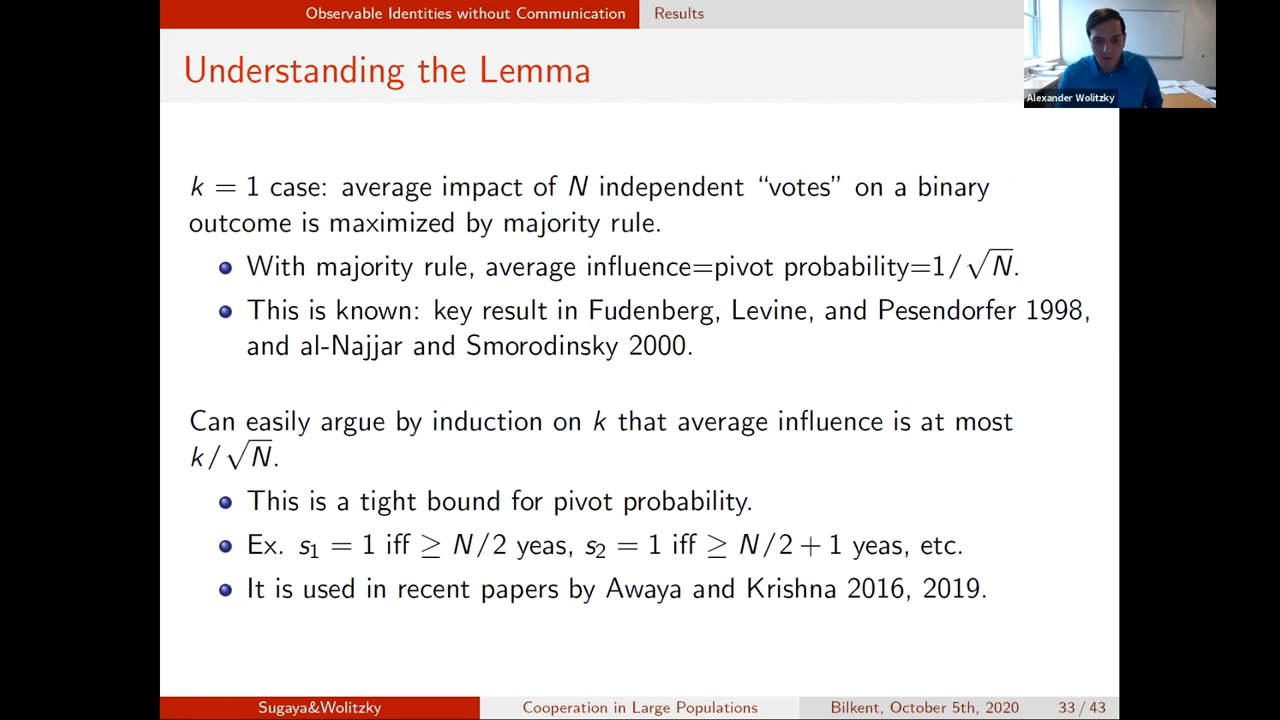 Observable Identities without Communication Results
Understanding the Lemma
Alexander Wolitzky
k = 1 case: average impact of N independent “votes” on a binary
outcome is maximized by majority rule.
With majority rule, average influence=pivot probability=1/√N.
This is known: key result in Fudenberg, Levine, and Pesendorfer 1998,
and al-Najjar and Smorodinsky 2000.
Can easily argue by induction on k that average influence is at most
k/√N.
This is a tight bound for pivot probability.
Ex. s₁ = 1 iff ≥ N/2 yeas, s₂ = 1 iff ≥ N/2 + 1 yeas, etc.
It is used in recent papers by Awaya and Krishna 2016, 2019.
Sugaya&Wolitzky Cooperation in Large Populations Bilkent, October 5th, 2020 33 / 43